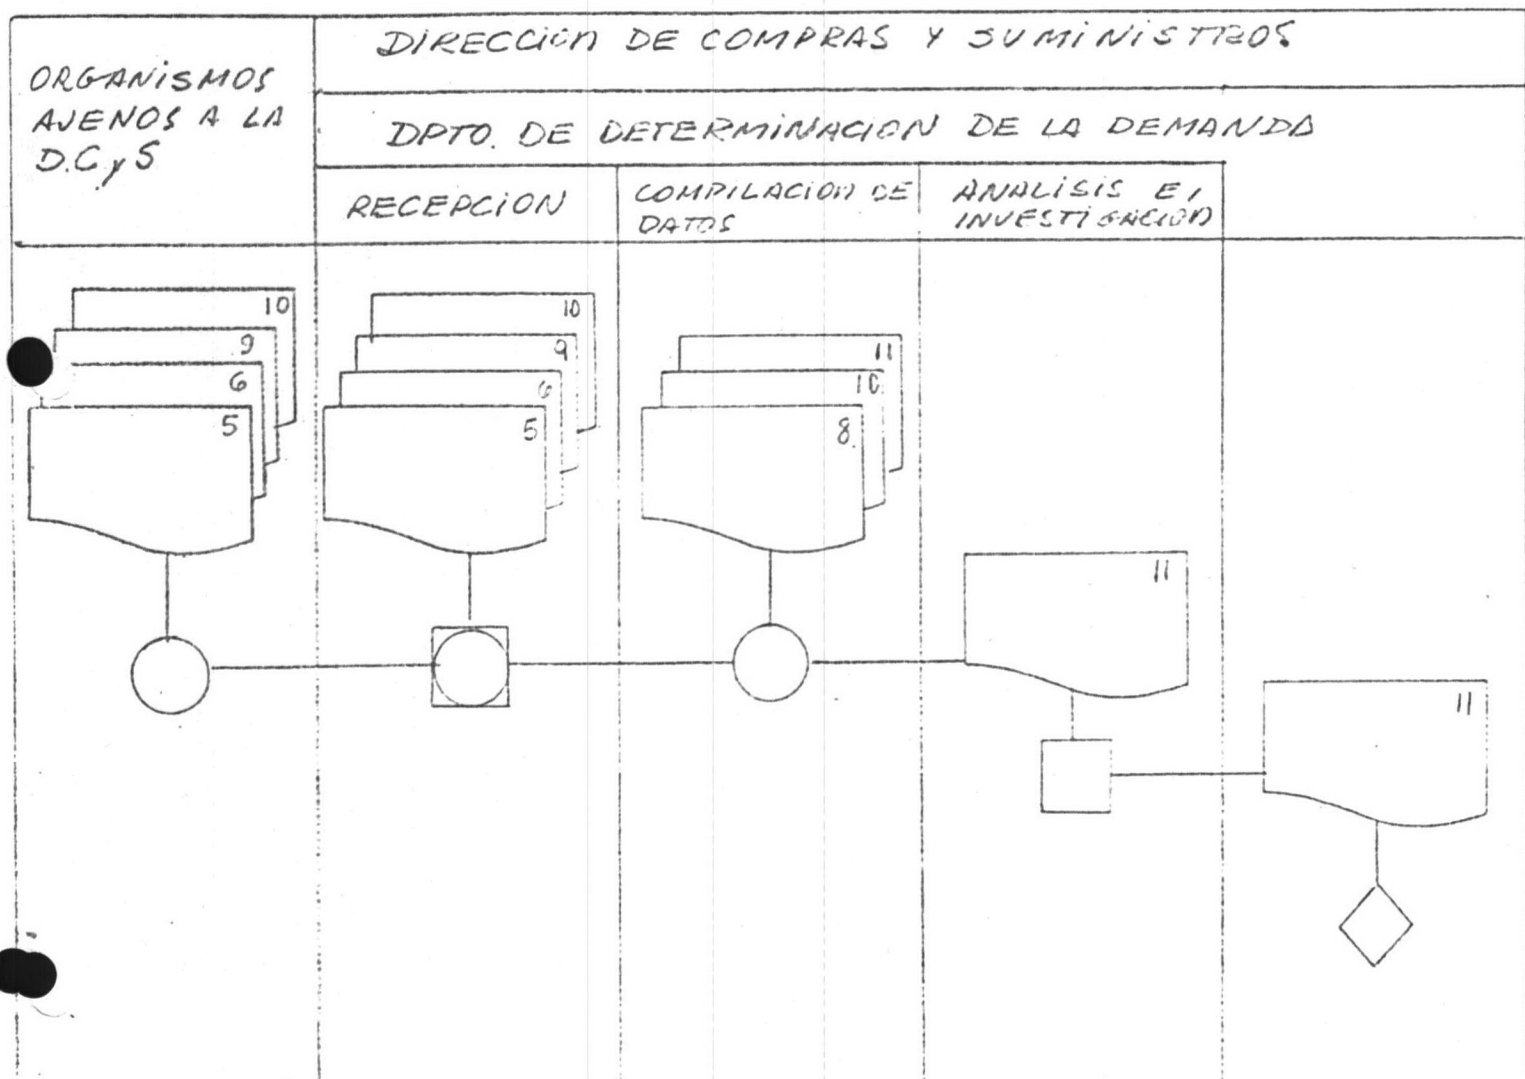 ORGANISMOS
AJENOS A LA
D.C. y S
DIRECCION DE COMPRAS Y SUMINISTROS
DPTO. DE DETERMINACION DE LA DEMANDA
RECEPCION
COMPILACION DE
DATOS
ANALISIS E
INVESTIGACION
10
9
6
5
10
9
6
5
11
10
8
11
11